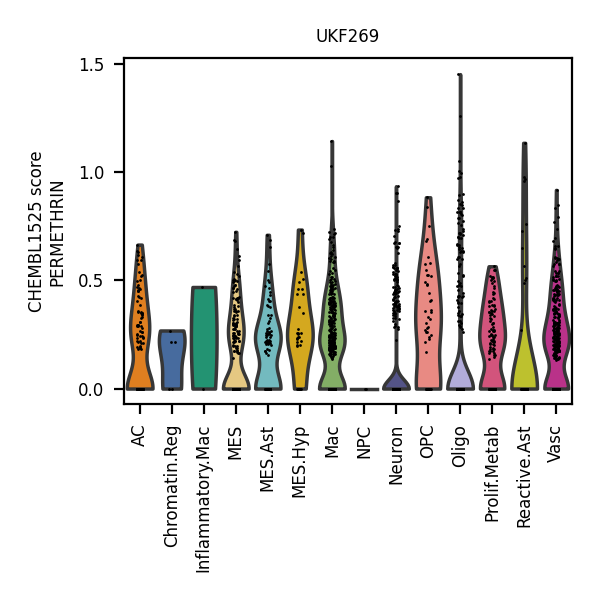 UKF269
CHEMBL1525 score
PERMETHRIN
1.5
1.0
0.5
0.0
AC
Chromatin.Reg
Inflammatory.Mac
MES
MES.Ast
MES.Hyp
Mac
NPC
Neuron
OPC
Oligo
Prolif.Metab
Reactive.Ast
Vasc